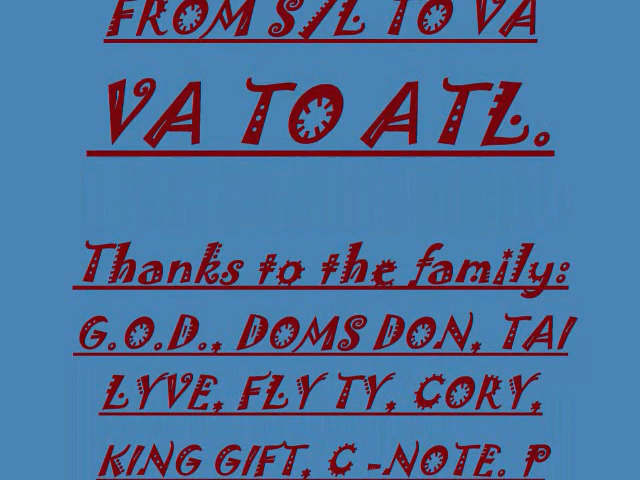 FROM S/L TO VA
VA TO ATL.
Thanks to the family:
G.O.D., DOMS DON, TAI
LYVE, FLY TY, CORY,
KING GIFT, C -NOTE. P